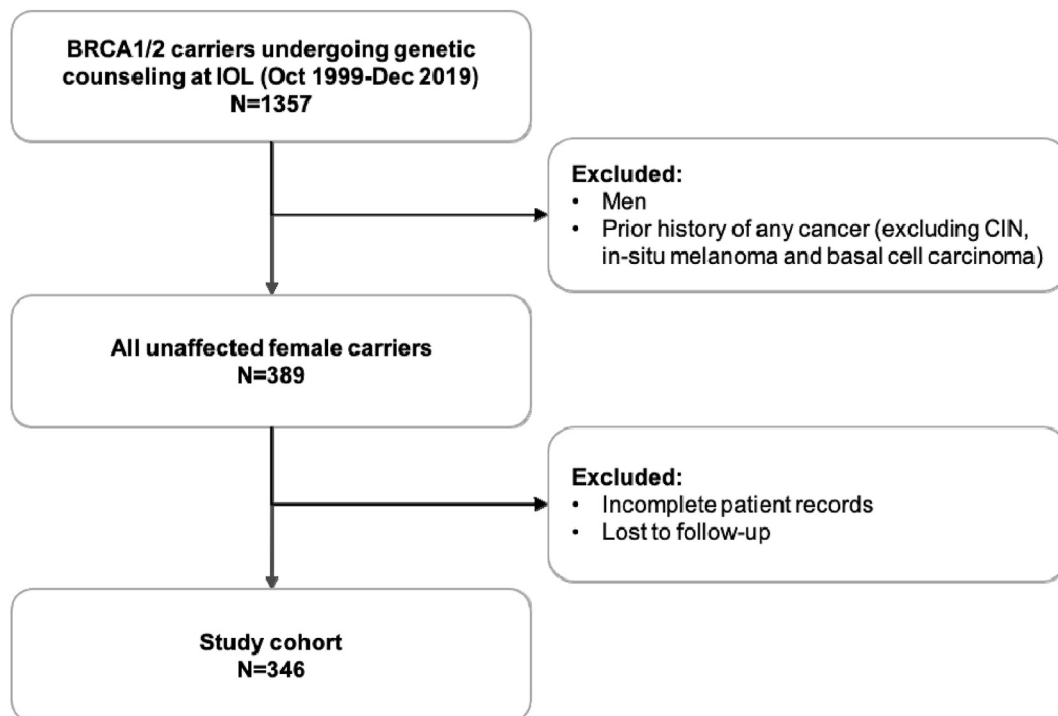 BRCA1/2 carriers undergoing genetic
counseling at IOL (Oct 1999-Dec 2019)
N=1357
Excluded:
• Men
• Prior history of any cancer (excluding CIN,
in-situ melanoma and basal cell carcinoma)
All unaffected female carriers
N=389
Excluded:
• Incomplete patient records
• Lost to follow-up
Study cohort
N=346